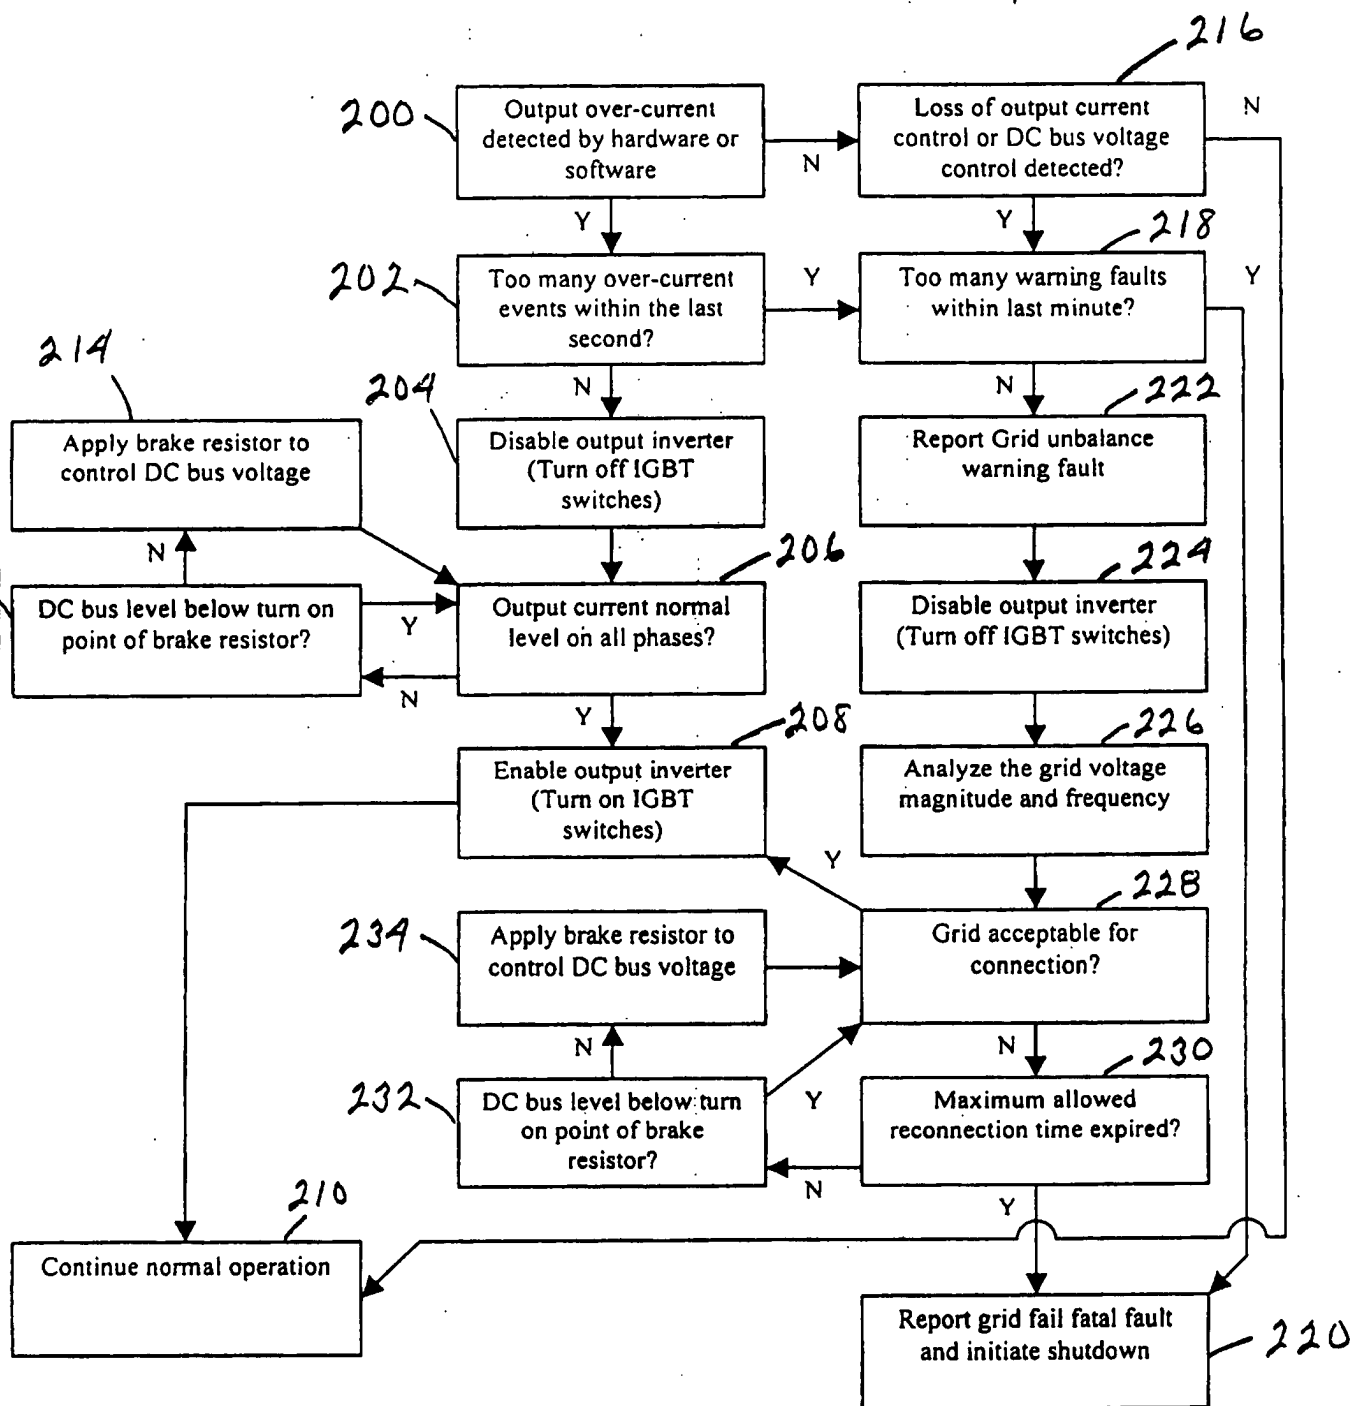 216
200
Output over-current
detected by hardware or
software
N
Loss of output current
control or DC bus voltage
control detected?
N
Y
Y
218
202
Too many over-current
events within the last
second?
Y
Too many warning faults
within last minute?
Y
214
N
204
N
222
Apply brake resistor to
control DC bus voltage
Disable output inverter
(Turn off IGBT
switches)
Report Grid unbalance
warning fault
N
206
224
DC bus level below turn on
point of brake resistor?
Y
N
Output current normal
level on all phases?
Disable output inverter
(Turn off IGBT switches)
Y
208
226
Enable output inverter
(Turn on IGBT
switches)
Analyze the grid voltage
magnitude and frequency
Y
228
234
Apply brake resistor to
control DC bus voltage
Grid acceptable for
connection?
N
N
230
232
DC bus level below turn
on point of brake
resistor?
Y
N
Maximum allowed
reconnection time expired?
210
Y
Continue normal operation
Report grid fail fatal fault
and initiate shutdown
220